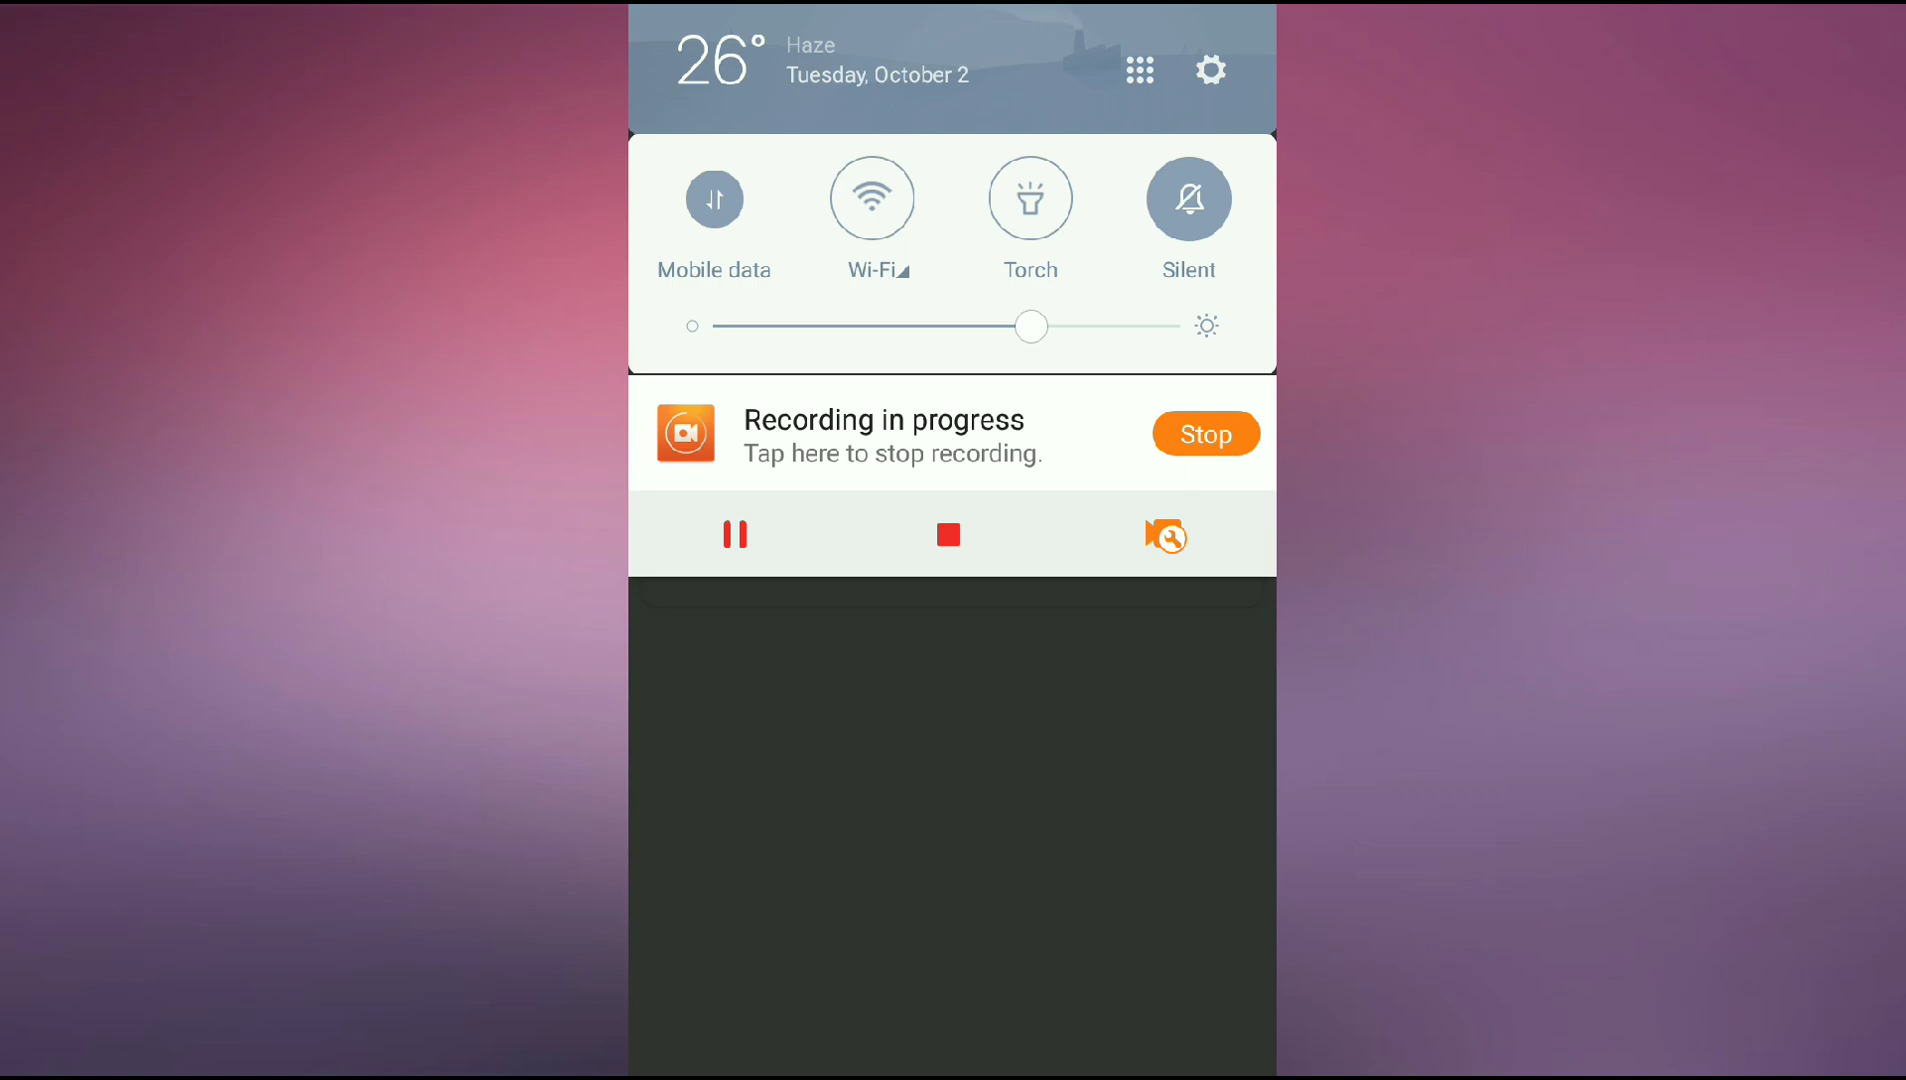 26°
Haze
Tuesday, October 2
Mobile data
Wi-Fi
Torch
Silent
Recording in progress
Tap here to stop recording.
Stop